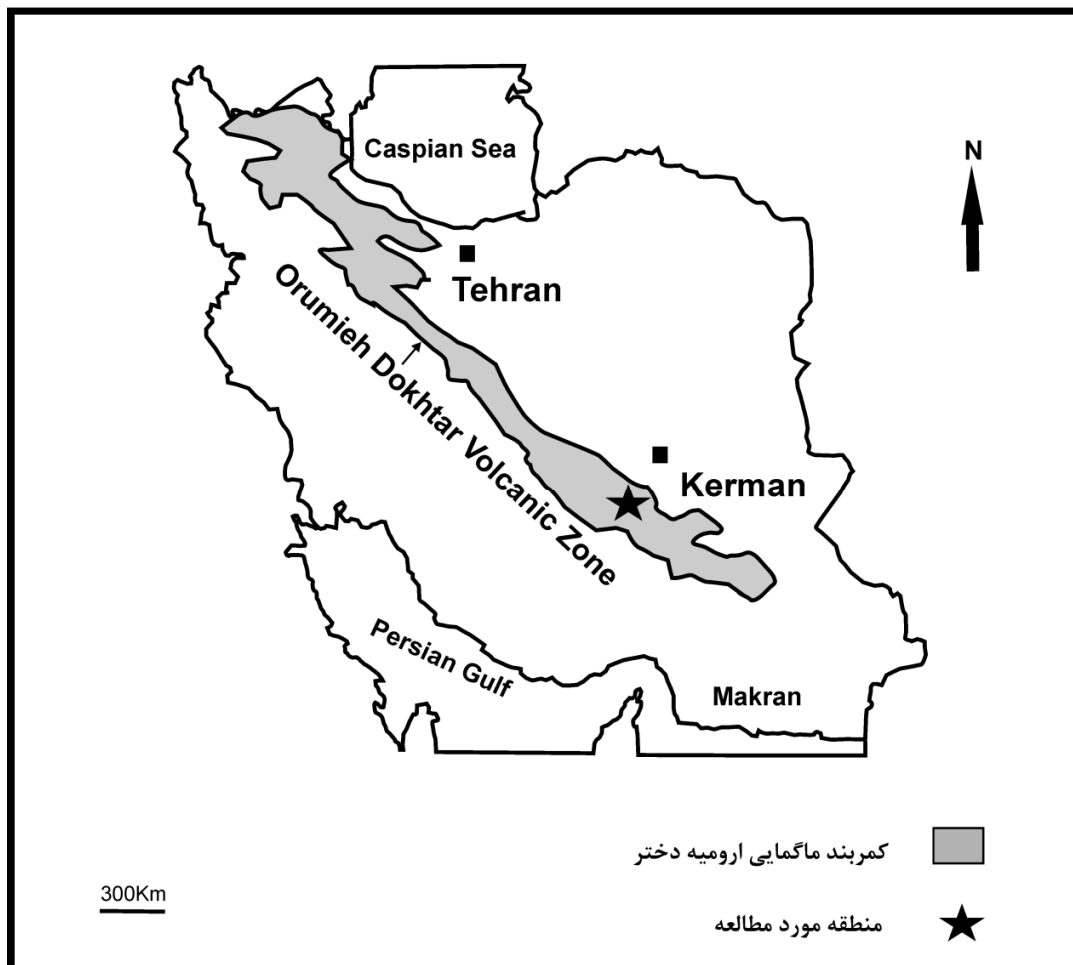 Caspian Sea
N
Tehran
Orumieh Dokhtar Volcanic Zone
Kerman
Persian Gulf
Makran
کمربند ماگمایی ارومیه دختر
300Km
منطقه مورد مطالعه